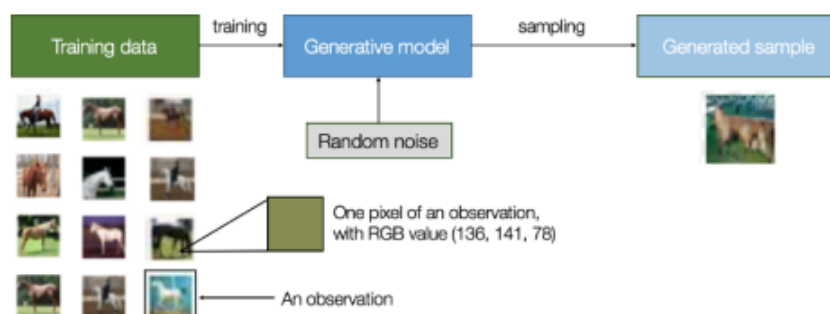 Training data
training
Generative model
sampling
Generated sample
Random noise
One pixel of an observation,
with RGB value (136, 141, 78)
An observation